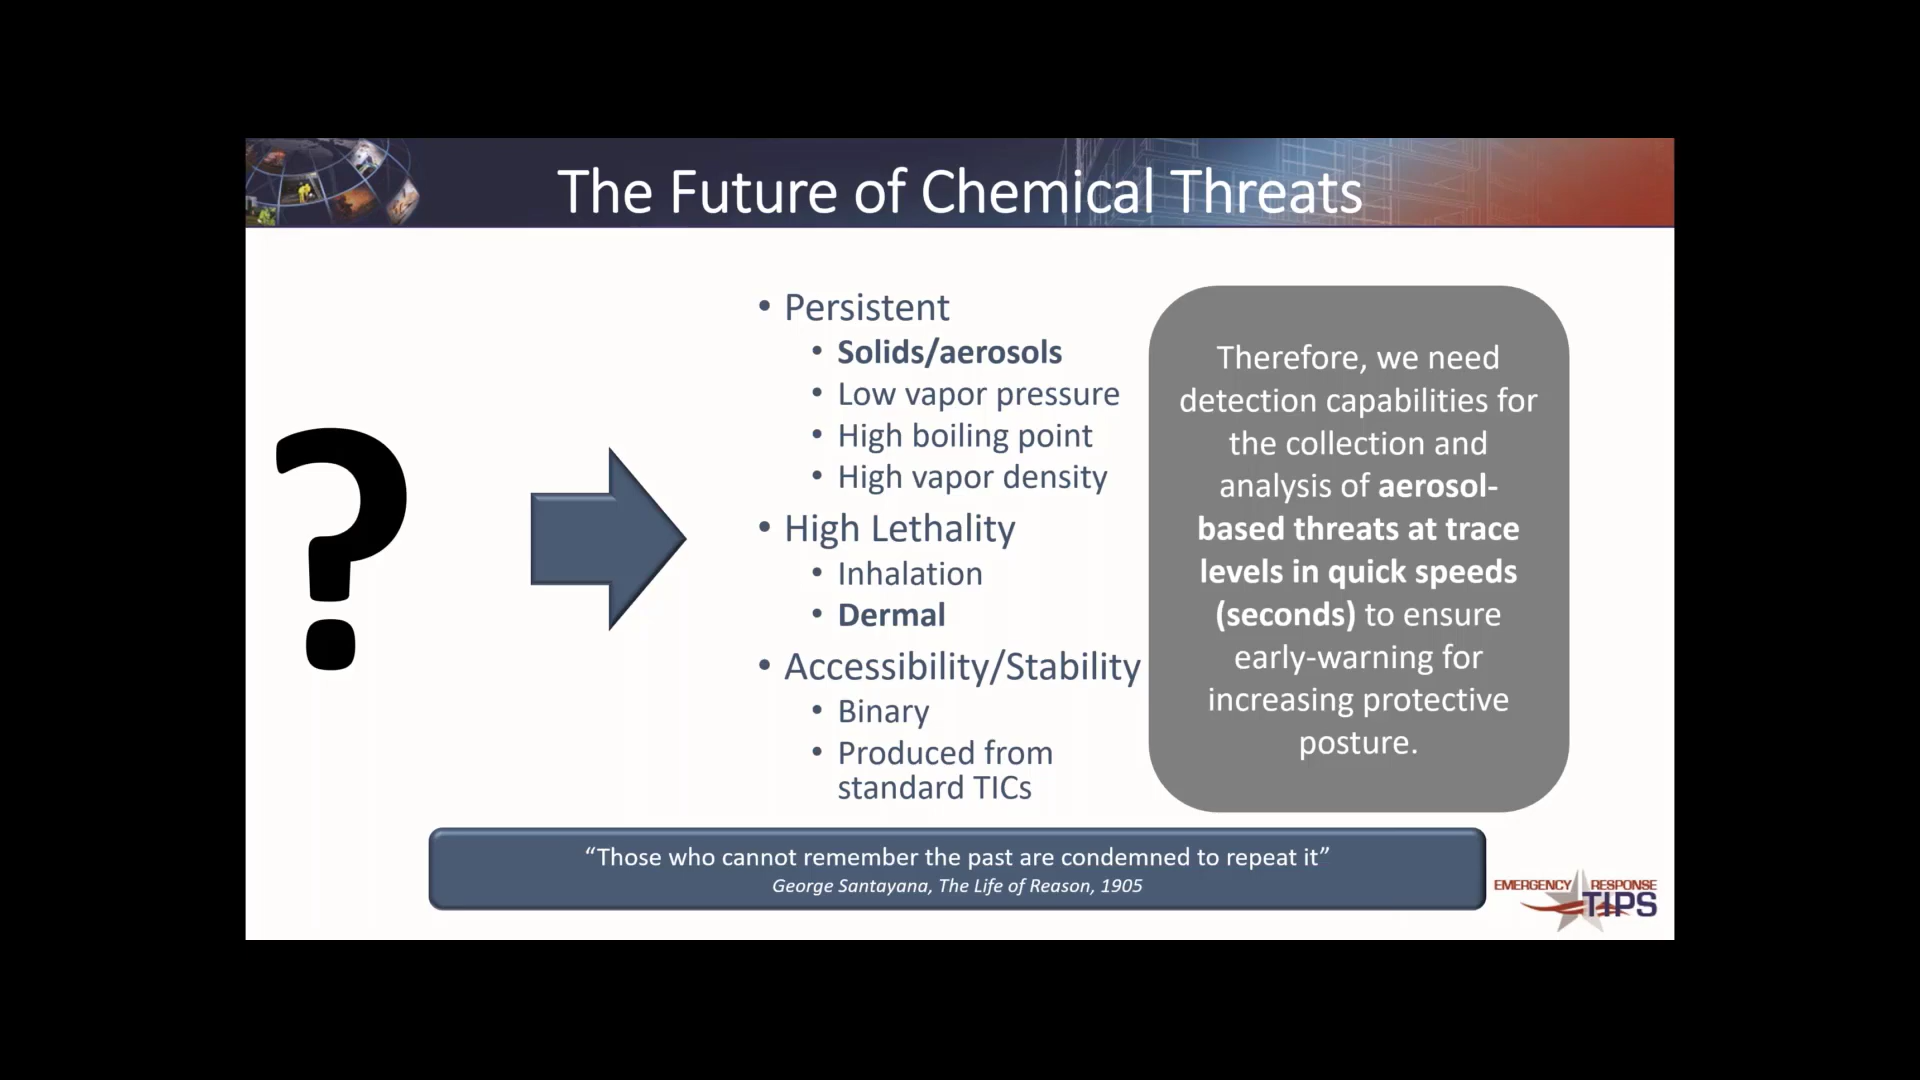 The Future of Chemical Threats
?
• Persistent
• Solids/aerosols
• Low vapor pressure
• High boiling point
• High vapor density
• High Lethality
• Inhalation
• Dermal
• Accessibility/Stability
• Binary
• Produced from
standard TICs
Therefore, we need
detection capabilities for
the collection and
analysis of aerosol-
based threats at trace
levels in quick speeds
(seconds) to ensure
early-warning for
increasing protective
posture.
“Those who cannot remember the past are condemned to repeat it”
George Santayana, The Life of Reason, 1905
EMERGENCY RESPONSE
TIPS